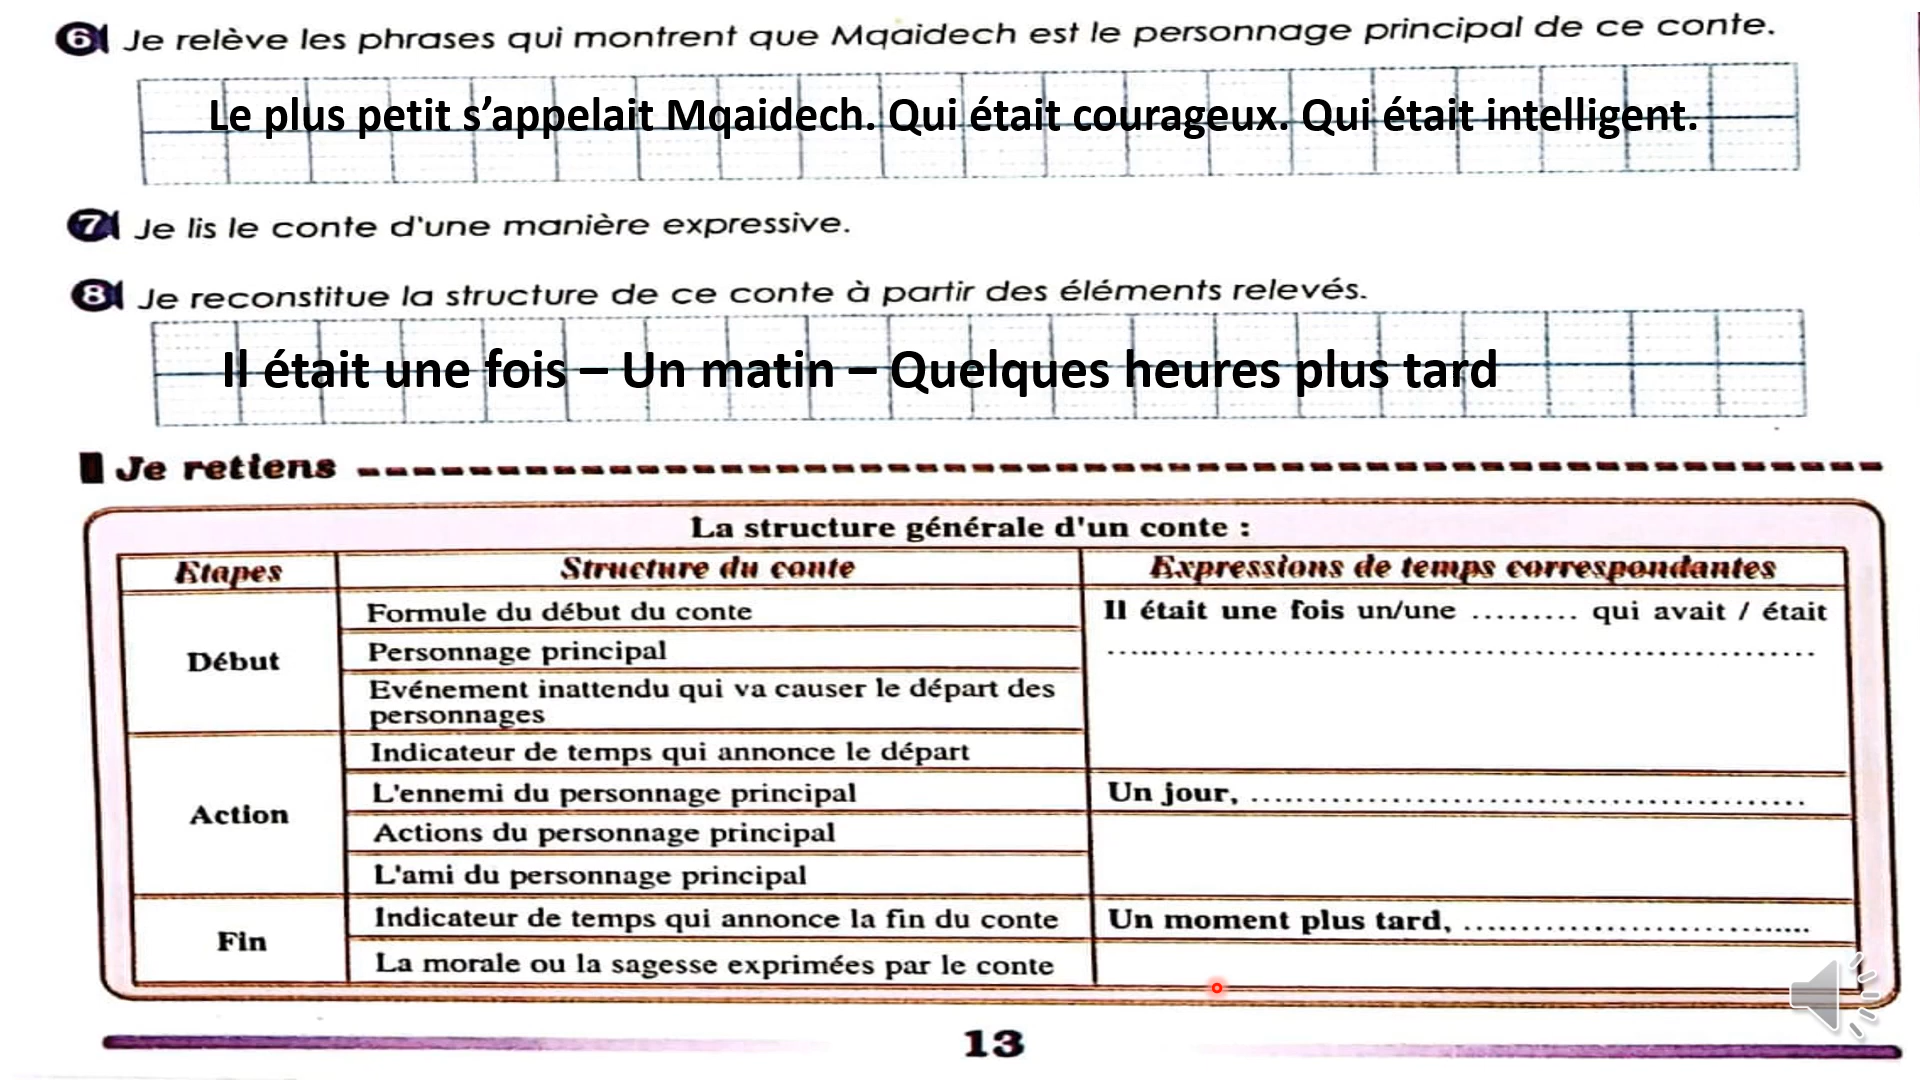 6 Je relève les phrases qui montrent que Mqaidech est le personnage principal de ce conte.
Le plus petit s’appelait Mqaidech. Qui était courageux. Qui était intelligent.
7 Je lis le conte d'une manière expressive.
8 Je reconstitue la structure de ce conte à partir des éléments relevés.
Il était une fois – Un matin – Quelques heures plus tard
Je retiens
La structure générale d'un conte :
Etapes
Structure du conte
Expressions de temps correspondantes
Début
Formule du début du conte
Il était une fois un/une ......... qui avait / était
Personnage principal
Evénement inattendu qui va causer le départ des
personnages
Action
Indicateur de temps qui annonce le départ
L'ennemi du personnage principal
Un jour, ..................................................
Actions du personnage principal
L'ami du personnage principal
Fin
Indicateur de temps qui annonce la fin du conte
Un moment plus tard, ................................
La morale ou la sagesse exprimées par le conte
13